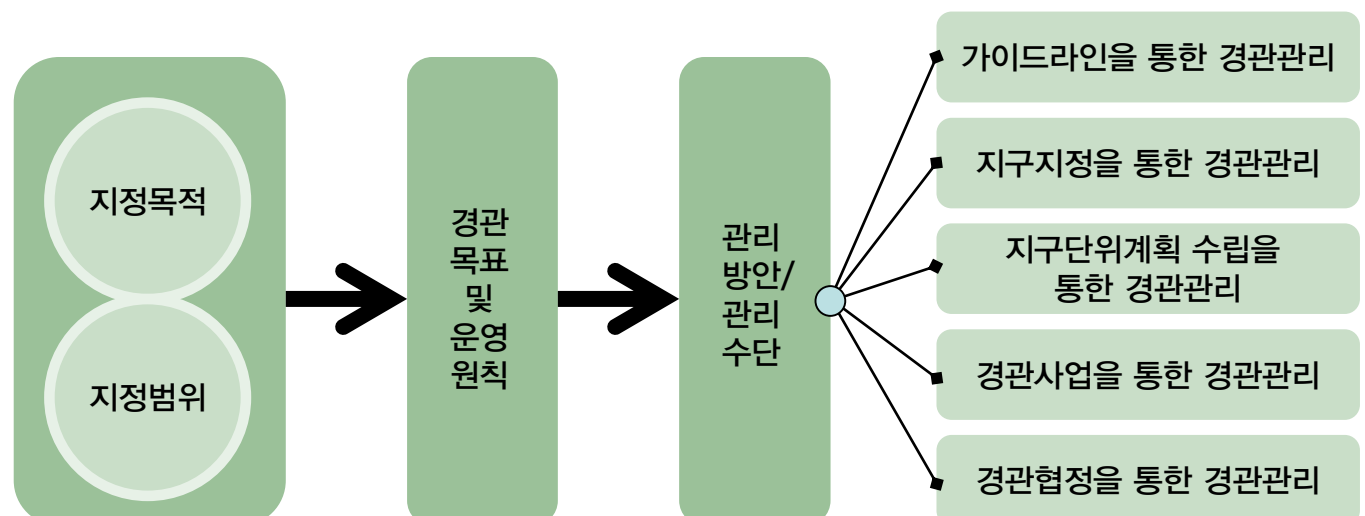 지정목적
지정범위
경관
목표
및
운영
원칙
관리
방안/
관리
수단
가이드라인을 통한 경관관리
지구지정을 통한 경관관리
지구단위계획 수립을
통한 경관관리
경관사업을 통한 경관관리
경관협정을 통한 경관관리